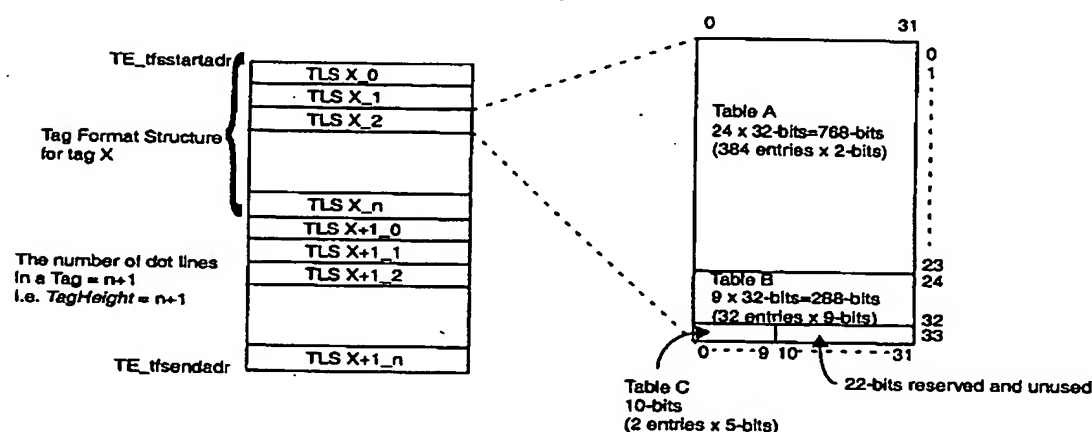 TE_tfsstartadr
TLS X_0
TLS X_1
TLS X_2
Tag Format Structure
for tag X
TLS X_n
TLS X+1_0
TLS X+1_1
TLS X+1_2
The number of dot lines
in a Tag = n+1
i.e. TagHeight = n+1
TE_tfsendadr
TLS X+1_n
0 31
0
1
Table A
24 x 32-bits=768-bits
(384 entries x 2-bits)
23
24
Table B
9 x 32-bits=288-bits
(32 entries x 9-bits)
32
33
0 9 10 31
Table C
10-bits
(2 entries x 5-bits)
22-bits reserved and unused